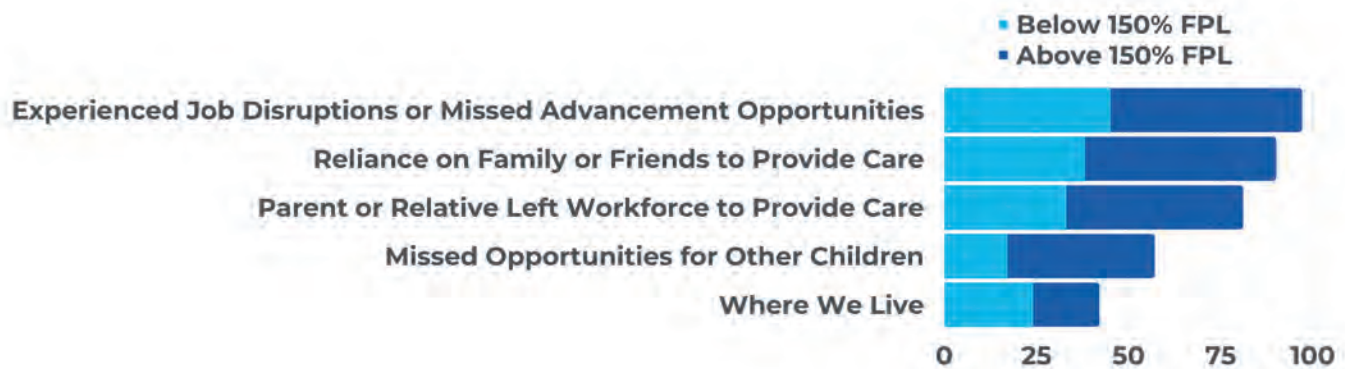 Below 150% FPL
Above 150% FPL
Experienced Job Disruptions or Missed Advancement Opportunities
Reliance on Family or Friends to Provide Care
Parent or Relative Left Workforce to Provide Care
Missed Opportunities for Other Children
Where We Live
0 25 50 75 100